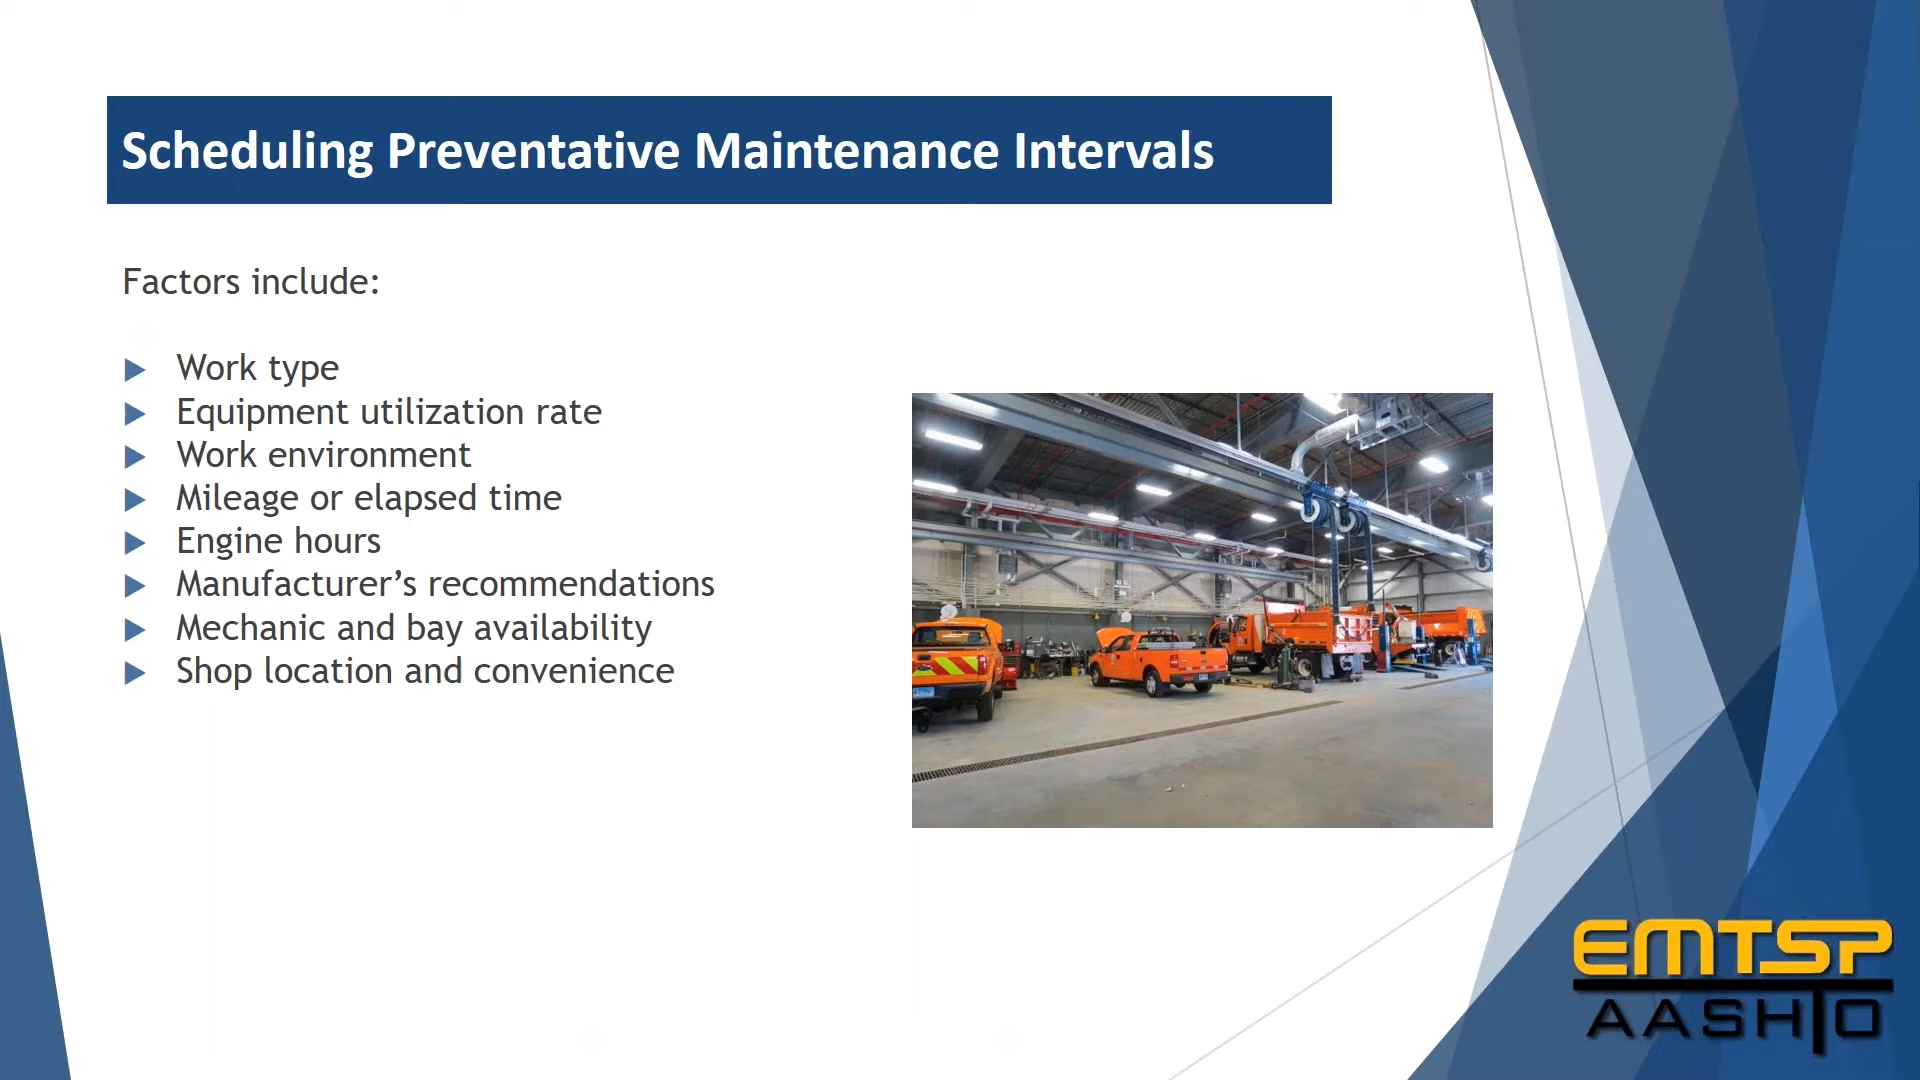 Scheduling Preventative Maintenance Intervals
Factors include:
Work type
Equipment utilization rate
Work environment
Mileage or elapsed time
Engine hours
Manufacturer’s recommendations
Mechanic and bay availability
Shop location and convenience
EMTSP
AASHTO